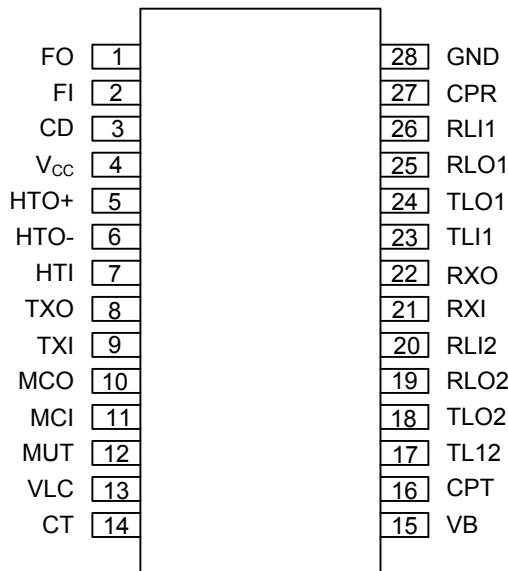 FO 1 28 GND
FI 2 27 CPR
CD 3 26 RLI1
VCC 4 25 RLO1
HTO+ 5 24 TLO1
HTO- 6 23 TLI1
HTI 7 22 RXO
TXO 8 21 RXI
TXI 9 20 RLI2
MCO 10 19 RLO2
MCI 11 18 TLO2
MUT 12 17 TL12
VLC 13 16 CPT
CT 14 15 VB